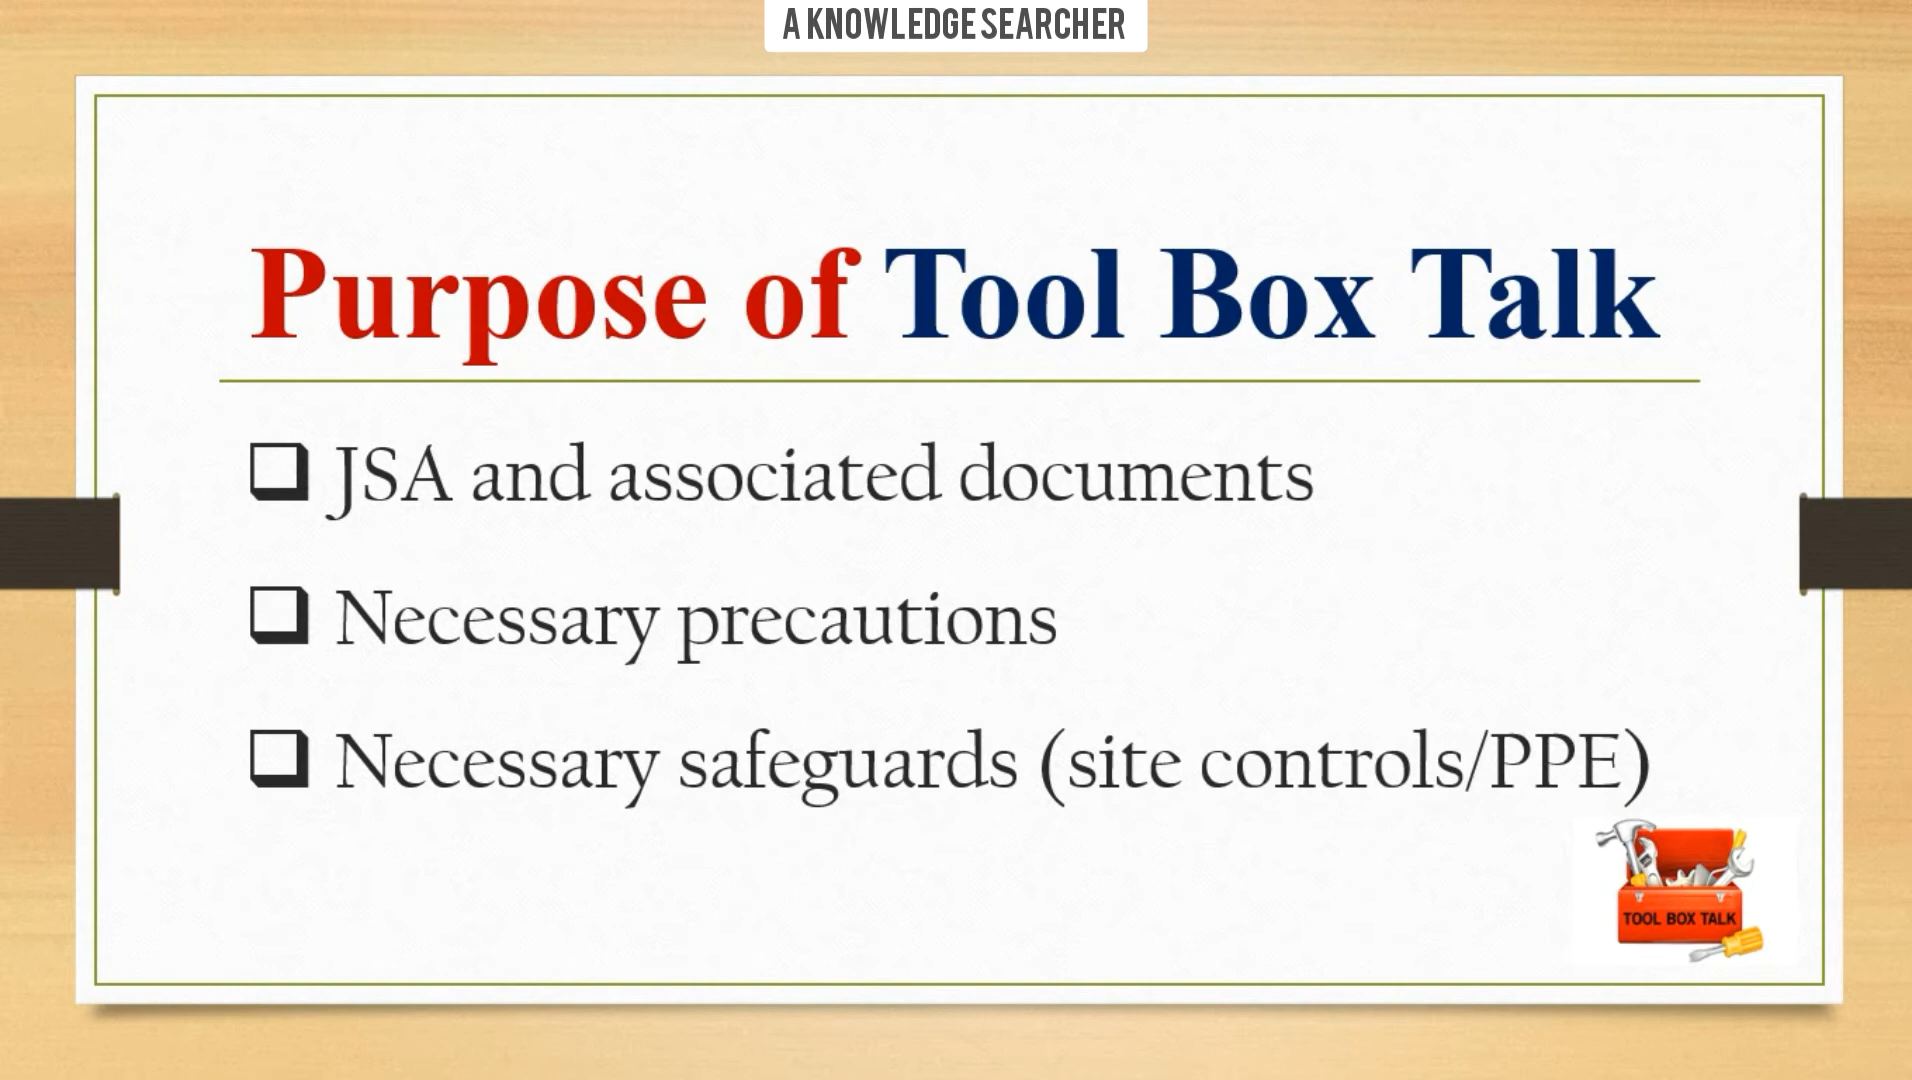 A KNOWLEDGE SEARCHER
Purpose of Tool Box Talk
JSA and associated documents
Necessary precautions
Necessary safeguards (site controls/PPE)
TOOL BOX TALK